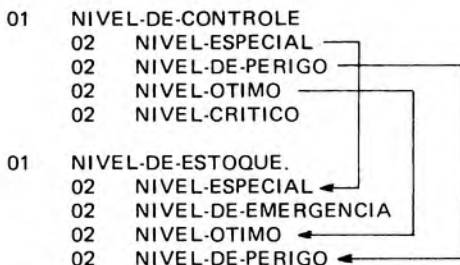 01 NIVEL-DE-CONTROLE
02 NIVEL-ESPECIAL
02 NIVEL-DE-PERIGO
02 NIVEL-OTIMO
02 NIVEL-CRITICO
01 NIVEL-DE-ESTOQUE.
02 NIVEL-ESPECIAL
02 NIVEL-DE-EMERGENCIA
02 NIVEL-OTIMO
02 NIVEL-DE-PERIGO